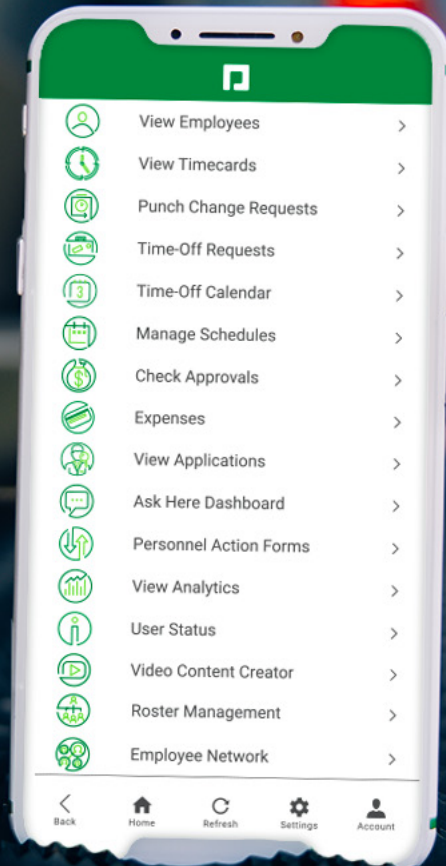 View Employees
View Timecards
Punch Change Requests
Time-Off Requests
3
Time-Off Calendar
Manage Schedules
$
Check Approvals
Expenses
View Applications
Ask Here Dashboard
Personnel Action Forms
View Analytics
User Status
Video Content Creator
Roster Management
Employee Network
Back
Home
Refresh
Settings
Account